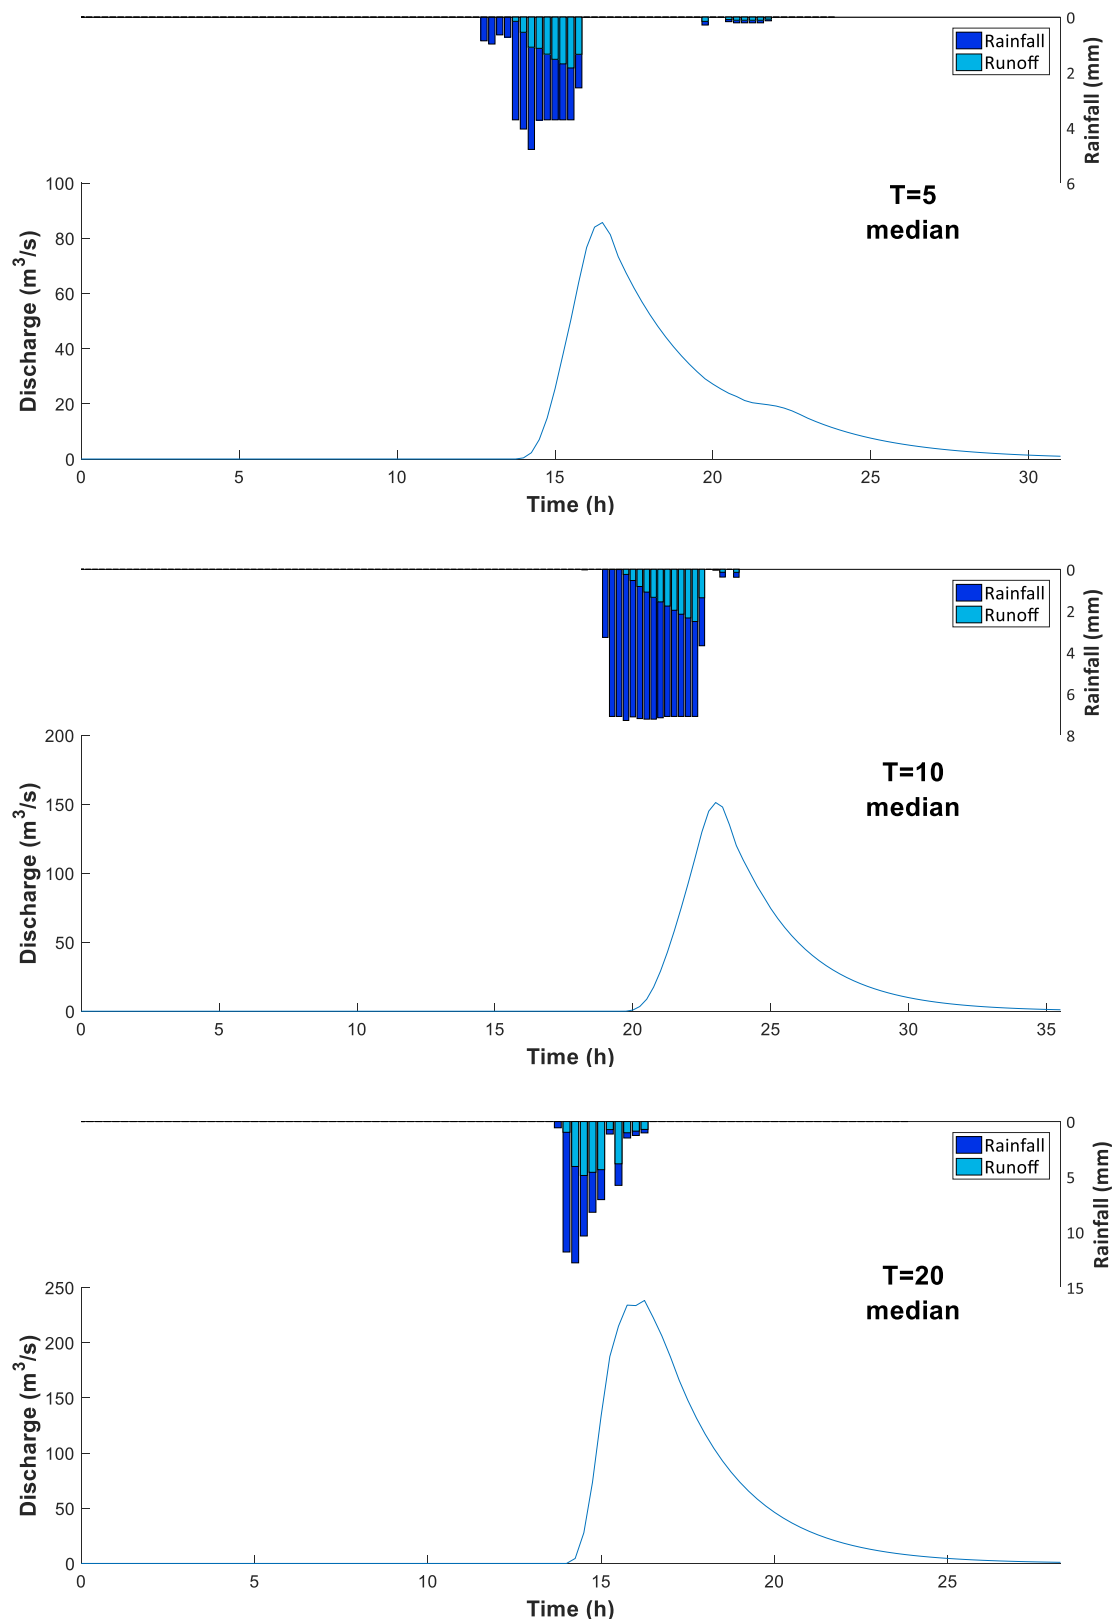 0
Rainfall
Runoff
2
4
6
Rainfall (mm)
T=5
median
100
80
60
40
20
0
Discharge (m³/s)
0 5 10 15 20 25 30
Time (h)
0
Rainfall
Runoff
2
4
6
8
Rainfall (mm)
T=10
median
200
150
100
50
0
Discharge (m³/s)
0 5 10 15 20 25 30 35
Time (h)
0
Rainfall
Runoff
5
10
15
Rainfall (mm)
T=20
median
250
200
150
100
50
0
Discharge (m³/s)
0 5 10 15 20 25
Time (h)